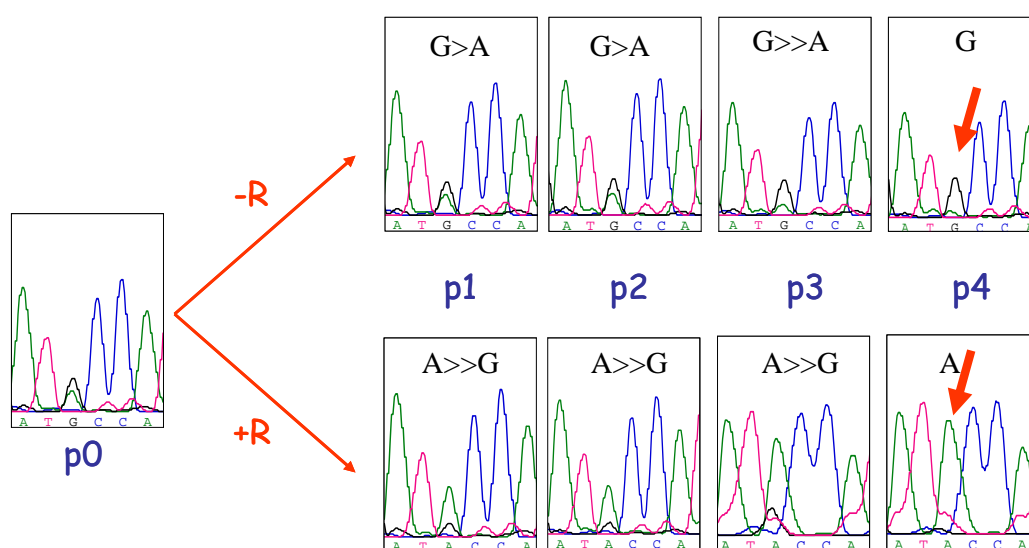 G>A
G>A
G>>A
G
A T G C C A
A T G C C A
A T G C C A
A T G C C A
-R
p1
p2
p3
p4
A T G C C A
p0
+R
A>>G
A>>G
A>>G
A
A T A C C A
A T A C C A
A T A C C A
A T A C C A